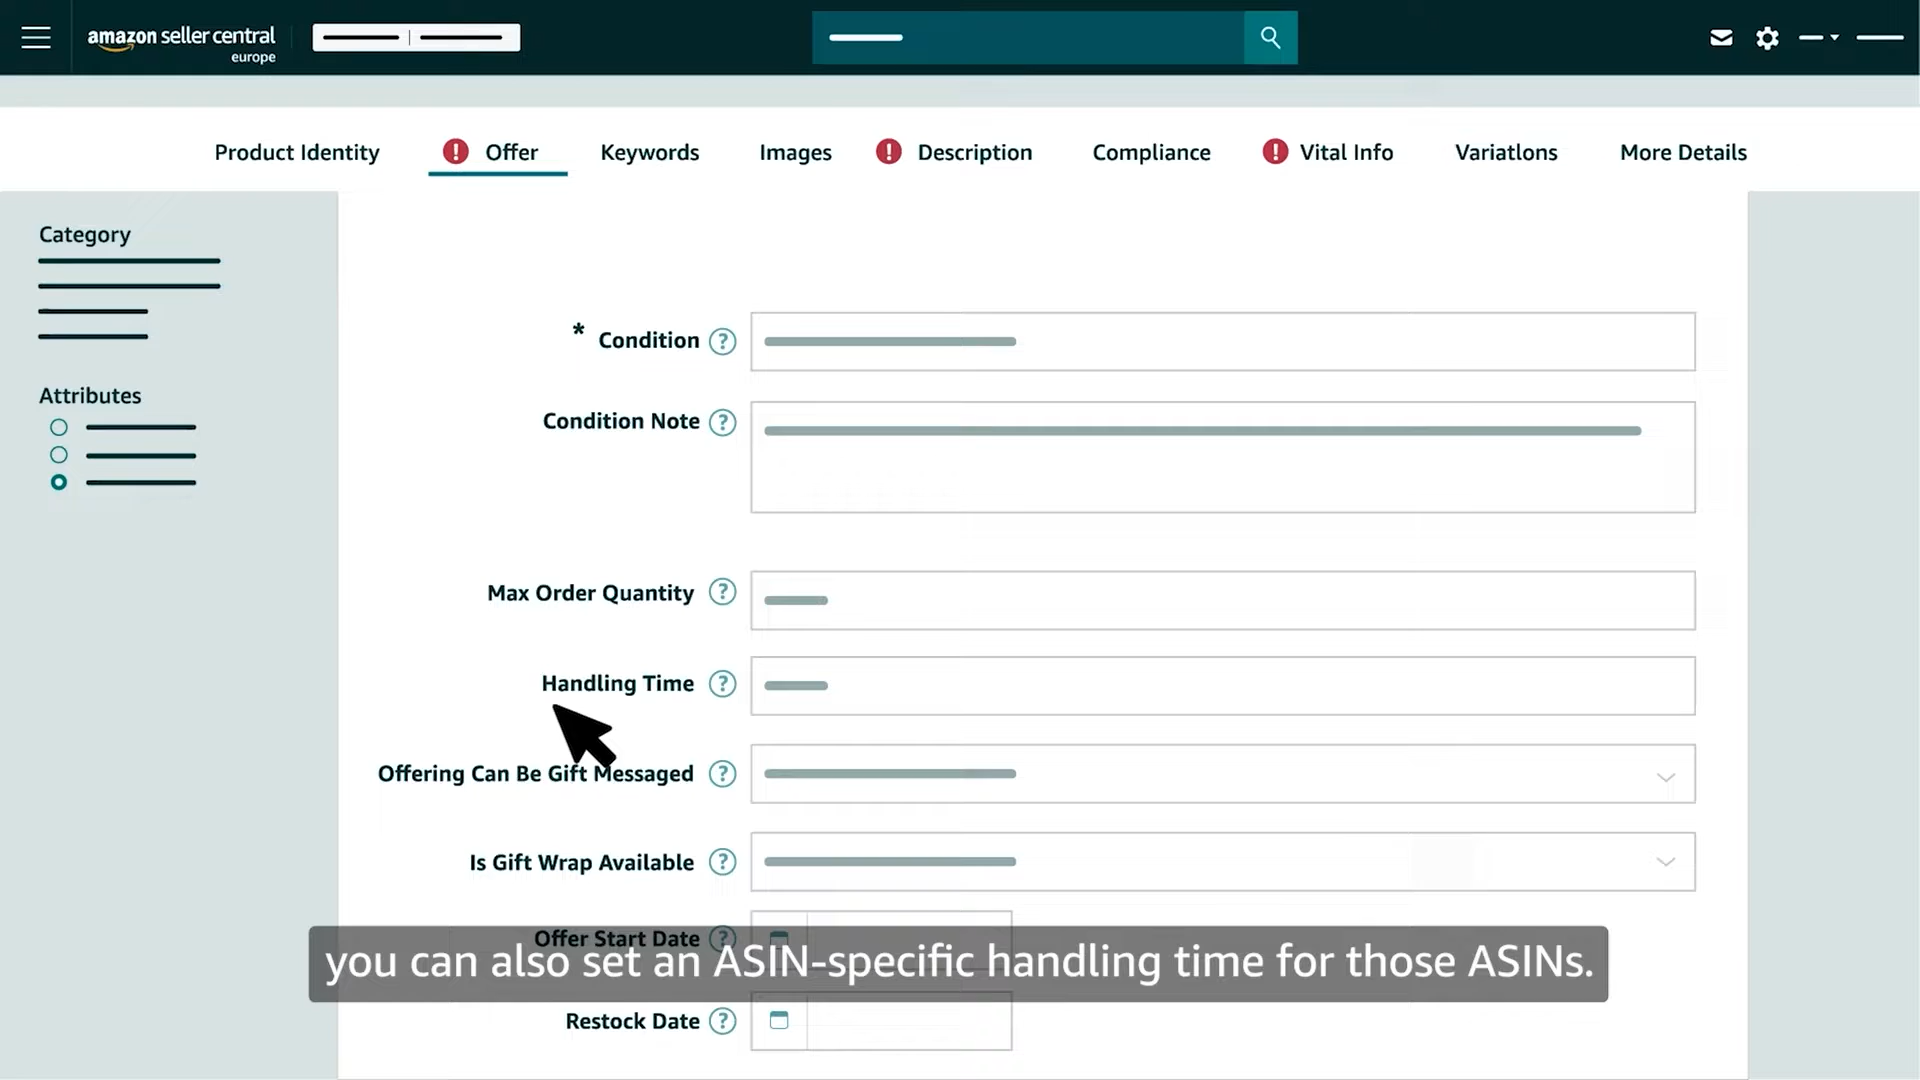 amazon seller central
europe
Product Identity
! Offer
Keywords
Images
! Description
Compliance
! Vital Info
Variatlons
More Details
Category
Attributes
* Condition ?
Condition Note ?
Max Order Quantity ?
Handling Time ?
Offering Can Be Gift Messaged ?
Is Gift Wrap Available ?
Offer Start Date ?
you can also set an ASIN-specific handling time for those ASINs.
Restock Date ?